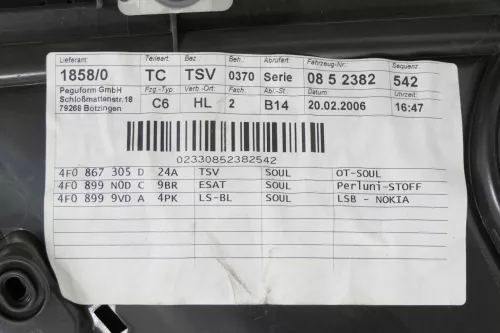 Lieferant: Teileart: Bez. Beh.: Abrufart: Fahrzeug-Nr.: Sequenz:
1858/0 TC TSV 0370 Serie 08 5 2382 542
Peguform GmbH Fzg.-Typ: Verb.-Ort: Fach: Abl.-St.: Datum: Uhrzeit:
Schloßmattenstr.18 C6 HL 2 B14 20.02.2006 16:47
79268 Botzingen
02330852382542
4F0 867 305 D 24A TSV SOUL OT-SOUL
4F0 899 N0D C 9BR ESAT SOUL Perluni-STOFF
4F0 899 9VD A 4PK LS-BL SOUL LSB - NOKIA